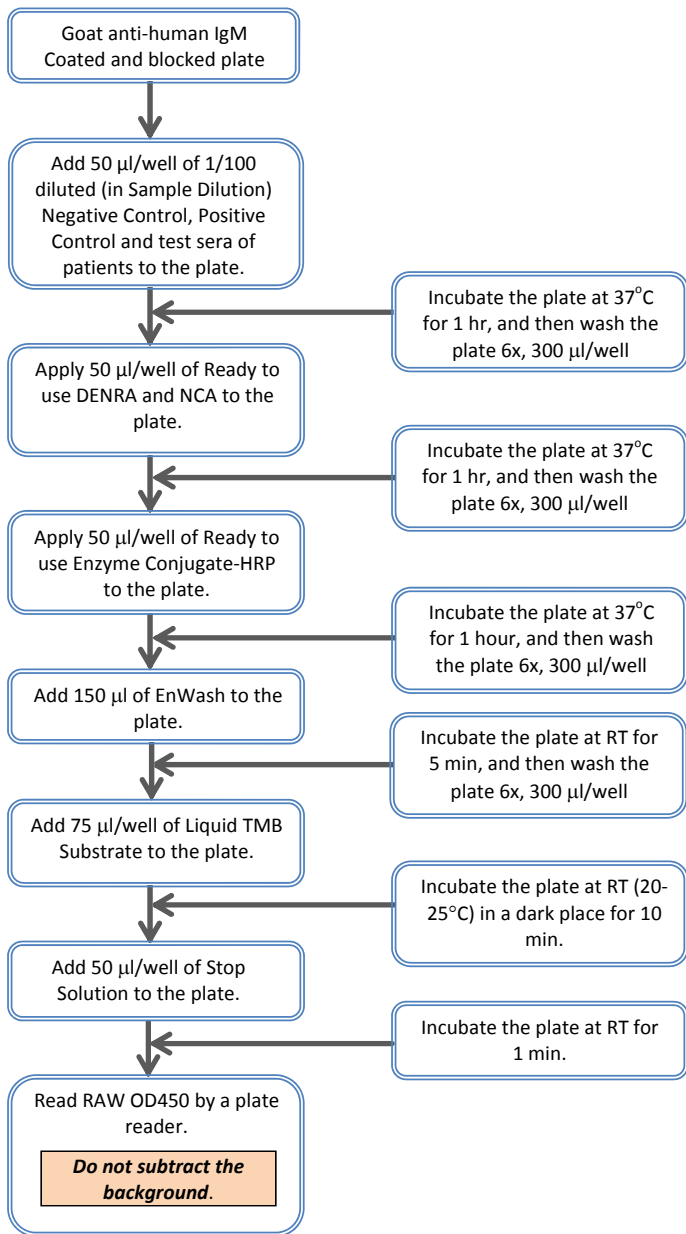 Goat anti-human IgM
Coated and blocked plate
Add 50 µl/well of 1/100
diluted (in Sample Dilution)
Negative Control, Positive
Control and test sera of
patients to the plate.
Incubate the plate at 37°C
for 1 hr, and then wash the
plate 6x, 300 µl/well
Apply 50 µl/well of Ready to
use DENRA and NCA to the
plate.
Incubate the plate at 37°C
for 1 hr, and then wash the
plate 6x, 300 µl/well
Apply 50 µl/well of Ready to
use Enzyme Conjugate-HRP
to the plate.
Incubate the plate at 37°C
for 1 hour, and then wash
the plate 6x, 300 µl/well
Add 150 µl of EnWash to the
plate.
Incubate the plate at RT for
5 min, and then wash the
plate 6x, 300 µl/well
Add 75 µl/well of Liquid TMB
Substrate to the plate.
Incubate the plate at RT (20-
25°C) in a dark place for 10
min.
Add 50 µl/well of Stop
Solution to the plate.
Incubate the plate at RT for
1 min.
Read RAW OD450 by a plate
reader.
Do not subtract the
background.